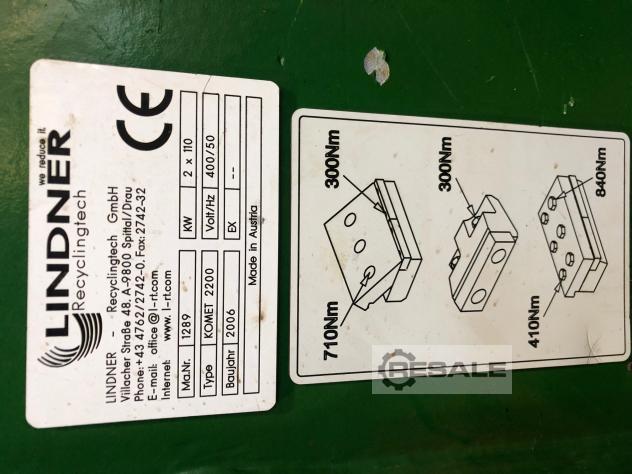 we reduce it.
LINDNER
Recyclingtech
LINDNER - Recyclingtech GmbH
Villacher Straße 48, A-9800 Spittal/Drau
Phone:+43 4762/2742-0, Fax: 2742-32
E-mail: office@l-rt.com
Internet: www. l-rt.com
CE
Ma.Nr. 1289 KW 2 x 110
Type KOMET 2200 Volt/Hz 400/50
Baujahr 2006 EX --
Made in Austria
300Nm
710Nm
300Nm
840Nm
410Nm
RESALE